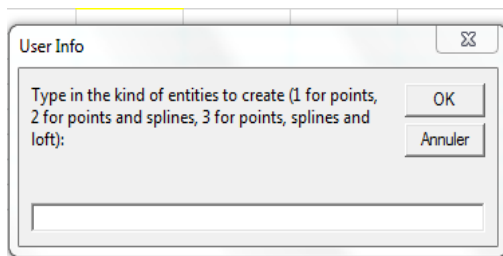 User Info
Type in the kind of entities to create (1 for points,
2 for points and splines, 3 for points, splines and
loft):
OK
Annuler